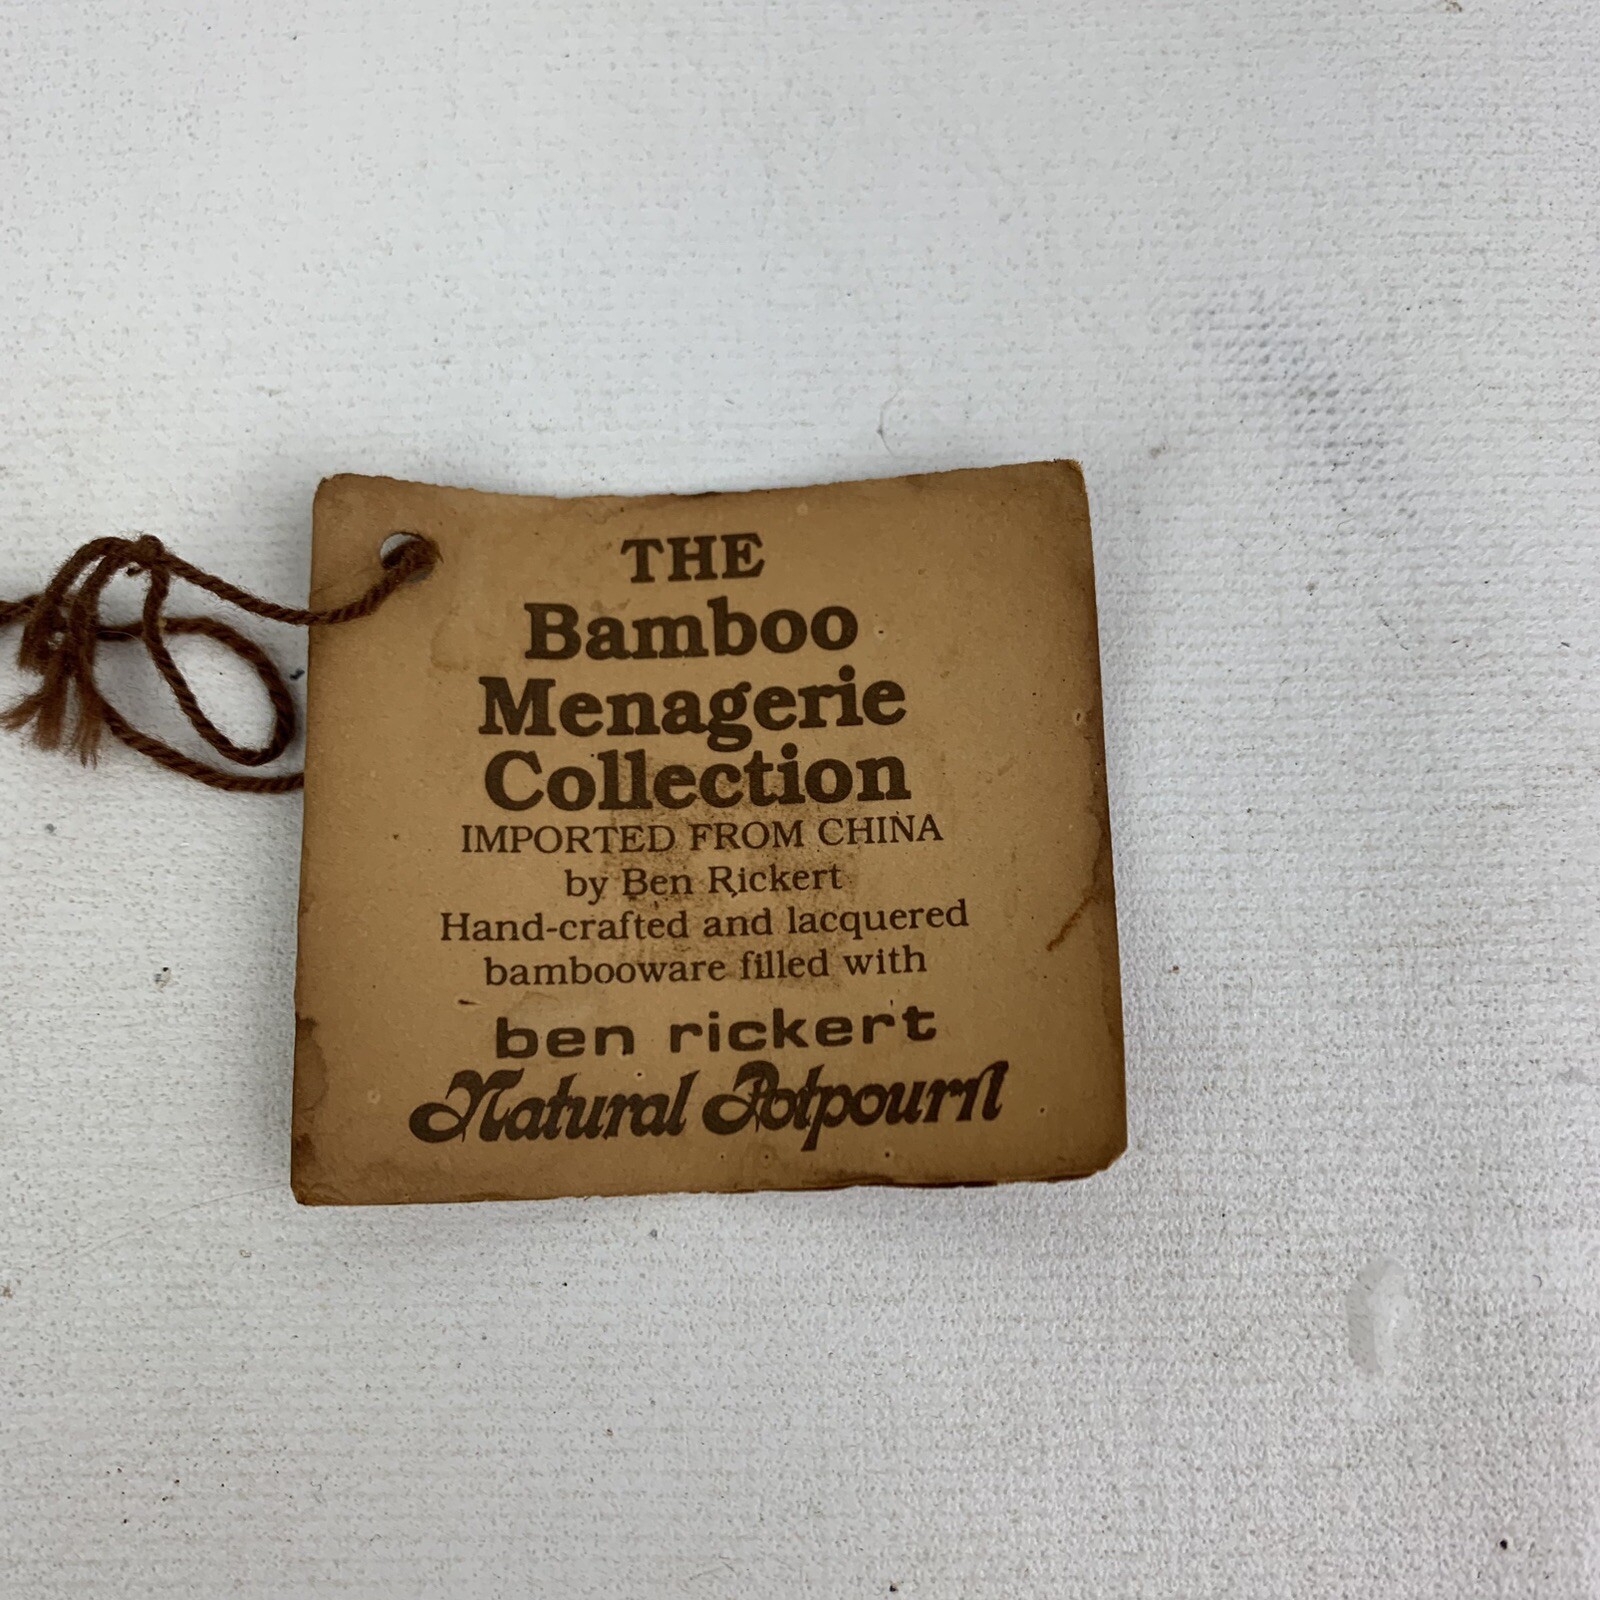 THE
Bamboo
Menagerie
Collection
IMPORTED FROM CHINA
by Ben Rickert
Hand-crafted and lacquered
bambooware filled with
ben rickert
Natural Potpourri